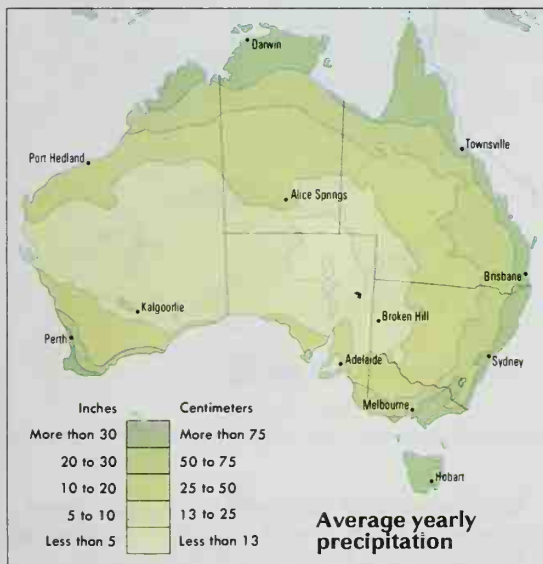 Darwin
Port Hedland
Townsville
Alice Springs
Brisbane
Kalgoorlie
Broken Hill
Perth
Adelaide
Sydney
Melbourne
Hobart
Inches Centimeters
More than 30 More than 75
20 to 30 50 to 75
10 to 20 25 to 50
5 to 10 13 to 25
Less than 5 Less than 13
Average yearly
precipitation